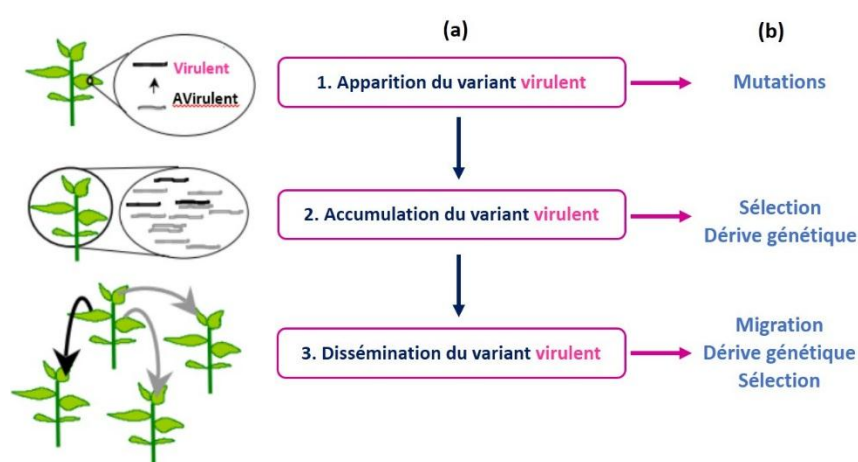 (a)
(b)
Virulent
AVirulent
1. Apparition du variant virulent
Mutations
2. Accumulation du variant virulent
Sélection
Dérive génétique
3. Dissémination du variant virulent
Migration
Dérive génétique
Sélection